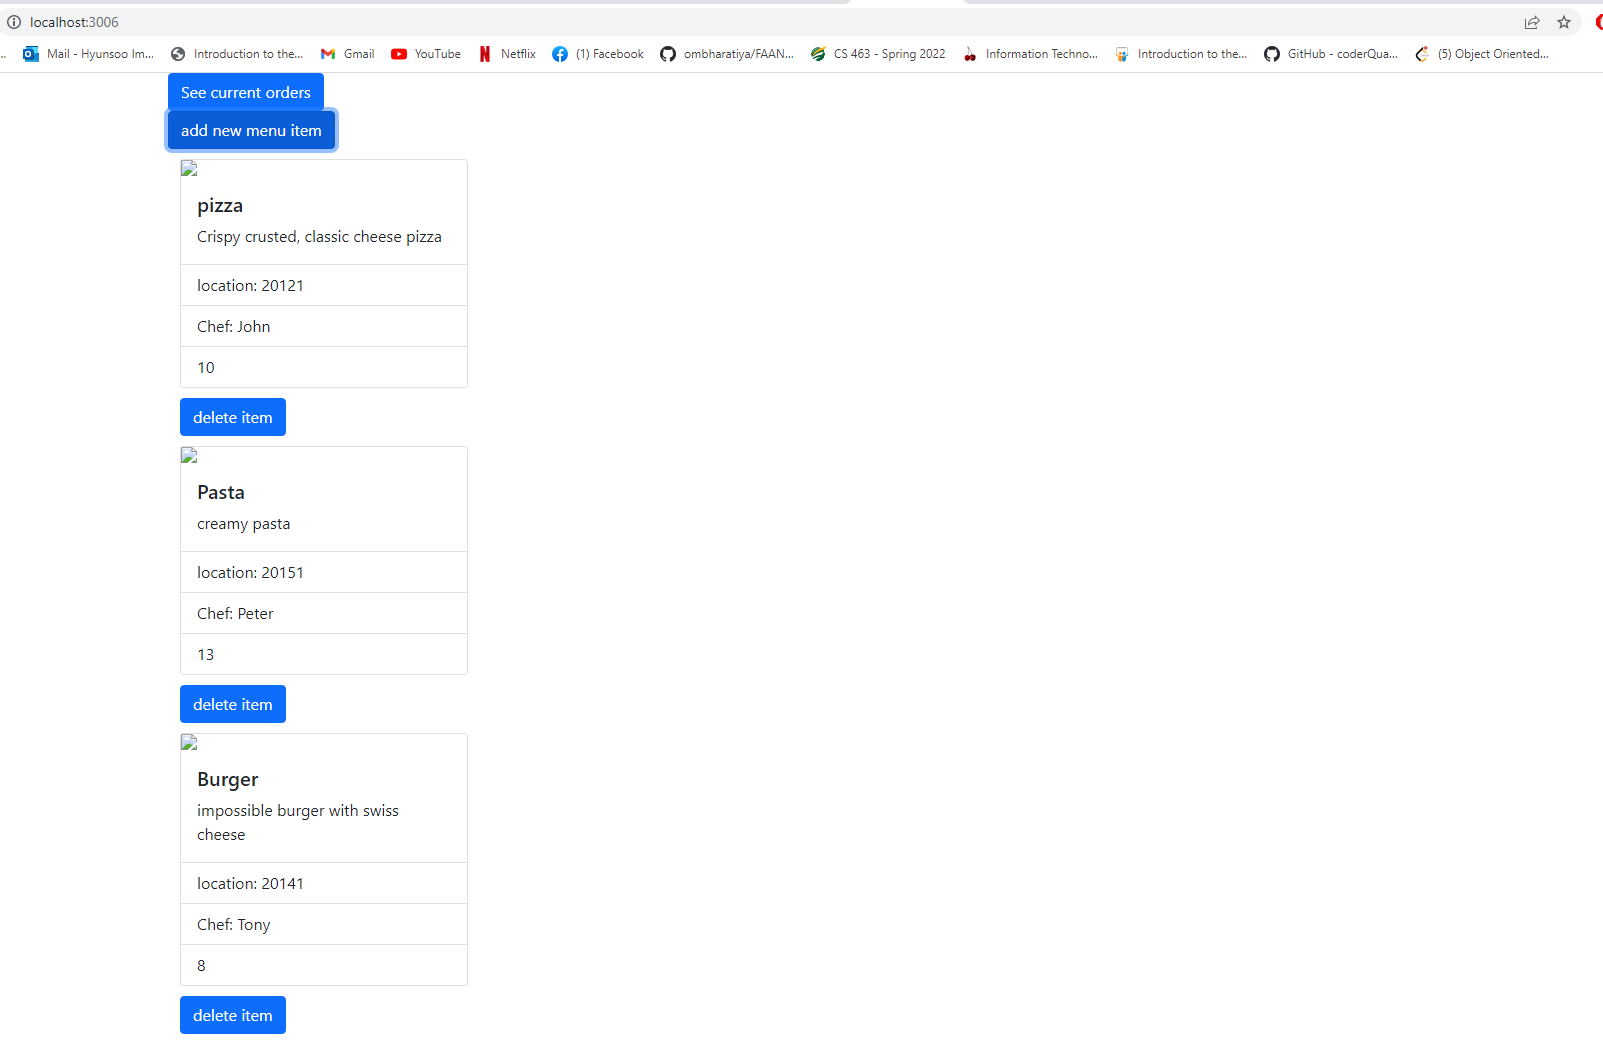 localhost:3006
.. Mail - Hyunsoo Im... Introduction to the... Gmail YouTube Netflix (1) Facebook ombharatiya/FAAN... CS 463 - Spring 2022 Information Techno... Introduction to the... GitHub - coderQua... (5) Object Oriented...
See current orders
add new menu item
pizza
Crispy crusted, classic cheese pizza
location: 20121
Chef: John
10
delete item
Pasta
creamy pasta
location: 20151
Chef: Peter
13
delete item
Burger
impossible burger with swiss
cheese
location: 20141
Chef: Tony
8
delete item